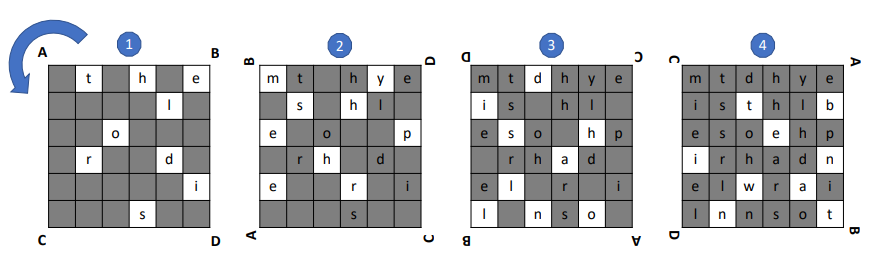 1
A B
t h e
l
o
r d
i
s
C D
2
B D
m t h y e
s h l
e o p
r h d
e r i
s
A C
3
D C
m t d h y e
i s h l
e s o h p
r h a d
e l r i
l n s o
B A
4
C A
m t d h y e
i s t h l b
e s o e h p
i r h a d n
e l w r a i
l n n s o t
D B